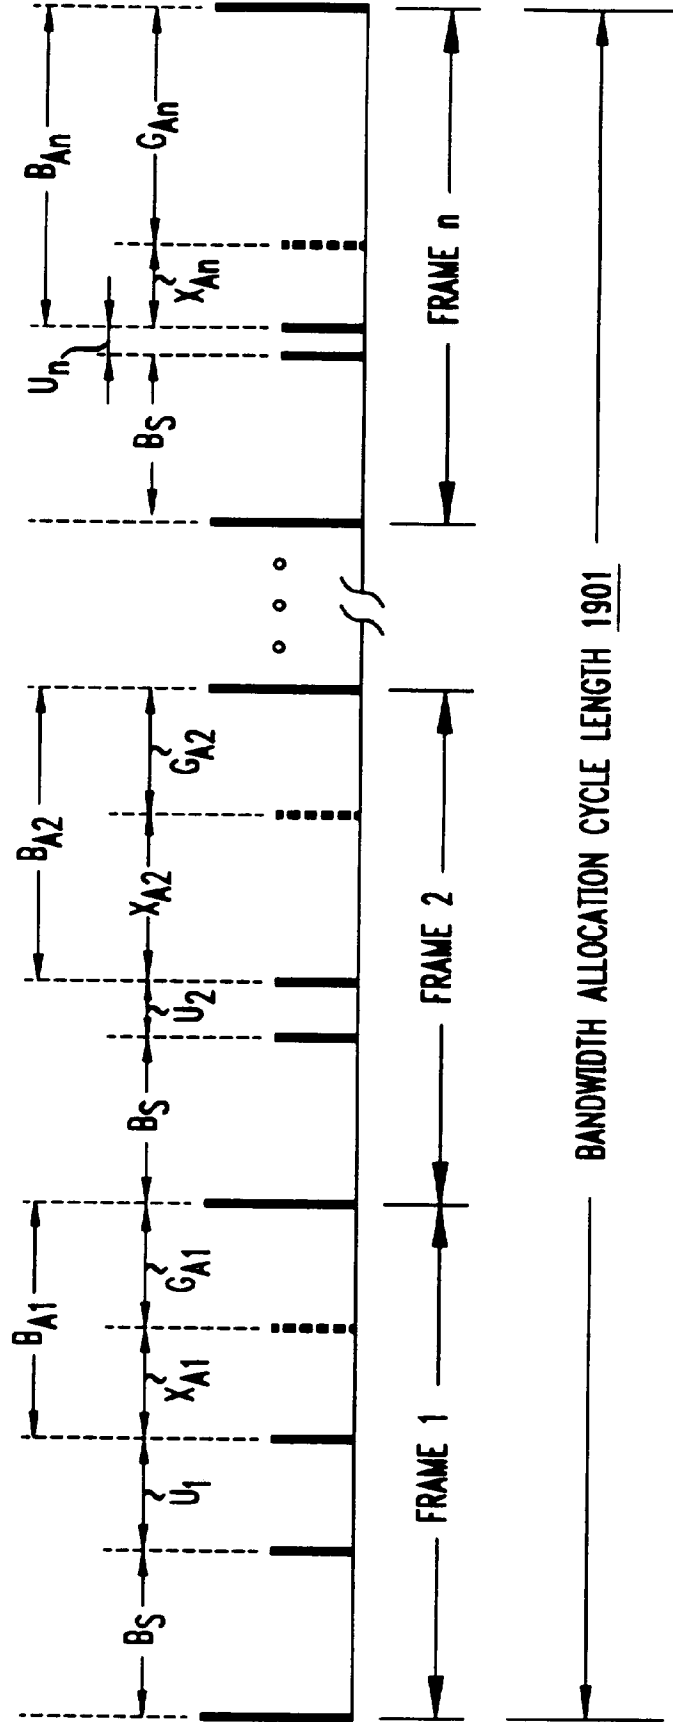 B_A1 B_A2 B_An
B_S U_1 X_A1 G_A1 B_S U_2 X_A2 G_A2 B_S U_n X_An G_An
FRAME 1 FRAME 2 FRAME n
BANDWIDTH ALLOCATION CYCLE LENGTH 1901